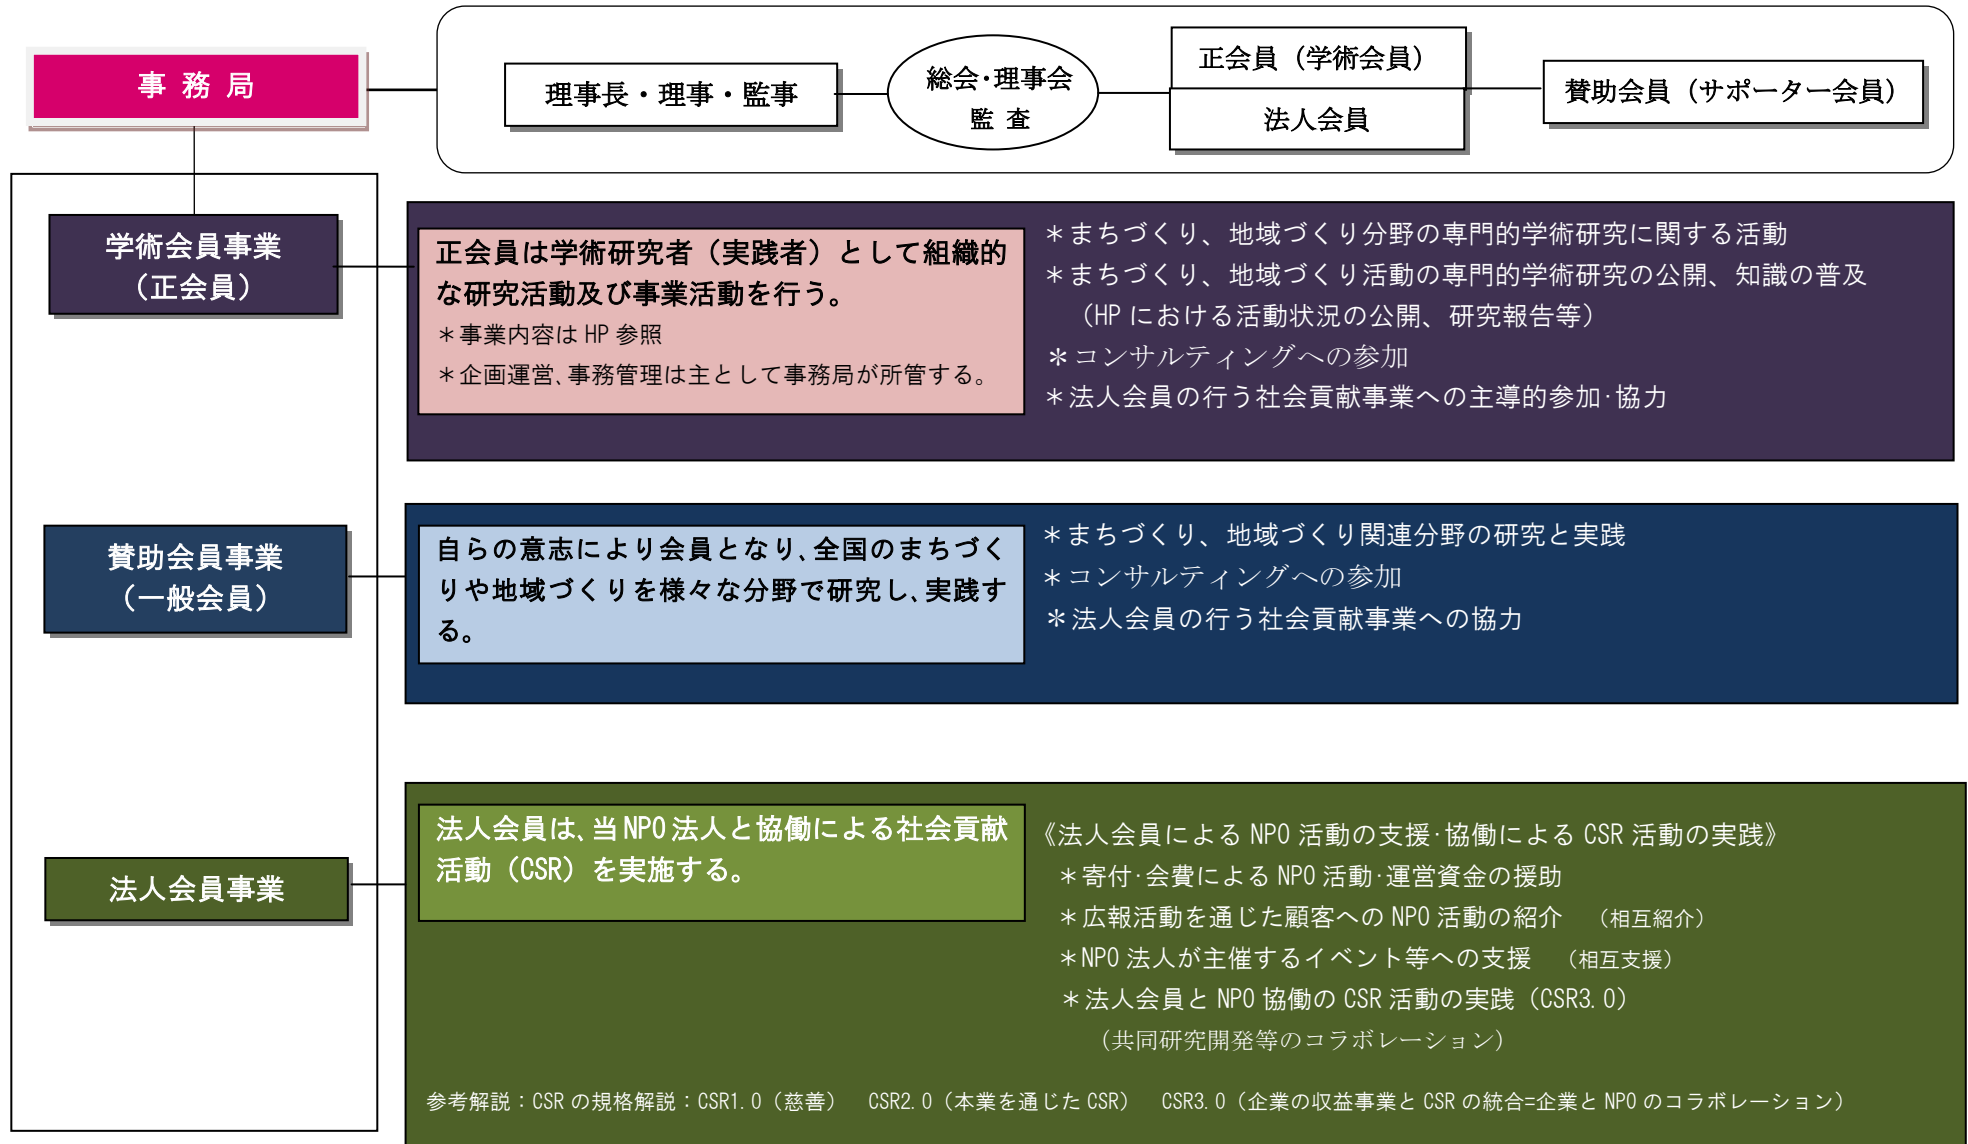 事 務 局
理事長・理事・監事
総会･理事会
監 査
正会員（学術会員）
法人会員
賛助会員（サポーター会員）
学術会員事業
（正会員）
正会員は学術研究者（実践者）として組織的
な研究活動及び事業活動を行う。
＊事業内容は HP 参照
＊企画運営､事務管理は主として事務局が所管する。
＊まちづくり、地域づくり分野の専門的学術研究に関する活動
＊まちづくり、地域づくり活動の専門的学術研究の公開、知識の普及
（HP における活動状況の公開、研究報告等）
＊コンサルティングへの参加
＊法人会員の行う社会貢献事業への主導的参加･協力
賛助会員事業
（一般会員）
自らの意志により会員となり､全国のまちづく
りや地域づくりを様々な分野で研究し､実践す
る。
＊まちづくり、地域づくり関連分野の研究と実践
＊コンサルティングへの参加
＊法人会員の行う社会貢献事業への協力
法人会員事業
法人会員は､当 NPO 法人と協働による社会貢献
活動（CSR）を実施する。
《法人会員による NPO 活動の支援･協働による CSR 活動の実践》
＊寄付･会費による NPO 活動･運営資金の援助
＊広報活動を通じた顧客への NPO 活動の紹介　（相互紹介）
＊NPO 法人が主催するイベント等への支援　（相互支援）
＊法人会員と NPO 協働の CSR 活動の実践（CSR3.0）
（共同研究開発等のコラボレーション）
参考解説：CSR の規格解説：CSR1.0（慈善）　CSR2.0（本業を通じた CSR）　CSR3.0（企業の収益事業と CSR の統合=企業と NPO のコラボレーション）